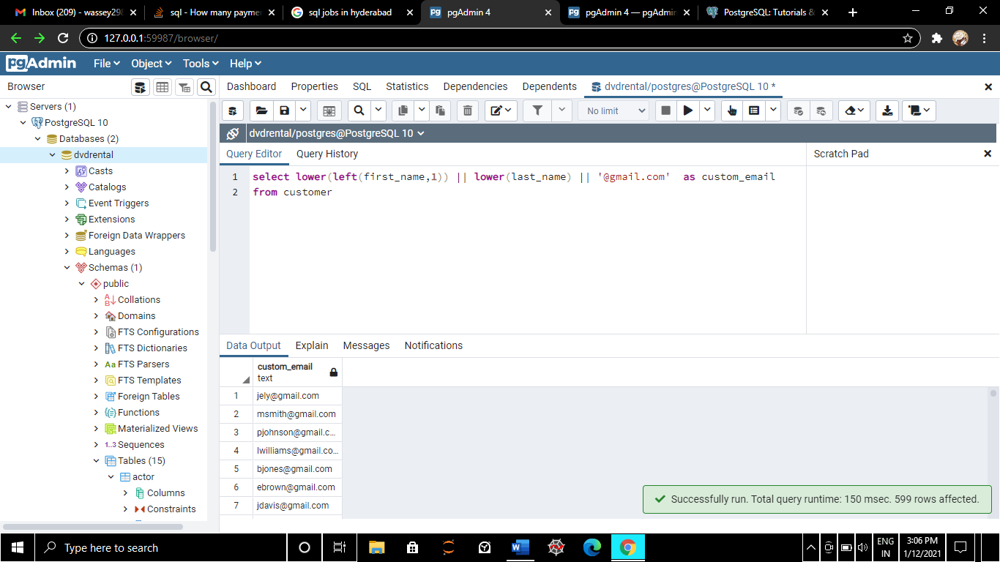 Inbox (209) - wassey298
sql - How many paymen
sql jobs in hyderabad
pgAdmin 4
pgAdmin 4 — pgAdmin
PostgreSQL: Tutorials &
127.0.0.1:59987/browser/
pgAdmin File Object Tools Help
Browser
Dashboard Properties SQL Statistics Dependencies Dependents dvdrental/postgres@PostgreSQL 10 *
No limit
dvdrental/postgres@PostgreSQL 10
Query Editor Query History
Scratch Pad
1 select lower(left(first_name,1)) || lower(last_name) || '@gmail.com'  as custom_email
2 from customer
Servers (1)
PostgreSQL 10
Databases (2)
dvdrental
Casts
Catalogs
Event Triggers
Extensions
Foreign Data Wrappers
Languages
Schemas (1)
public
Collations
Domains
FTS Configurations
FTS Dictionaries
Aa FTS Parsers
FTS Templates
Foreign Tables
Functions
Materialized Views
1..3 Sequences
Tables (15)
actor
Columns
Constraints
Data Output Explain Messages Notifications
custom_email
text
1 jely@gmail.com
2 msmith@gmail.com
3 pjohnson@gmail.c...
4 lwilliams@gmail.co...
5 bjones@gmail.com
6 ebrown@gmail.com
7 jdavis@gmail.com
Successfully run. Total query runtime: 150 msec. 599 rows affected.
Type here to search
ENG
IN
3:06 PM
1/12/2021